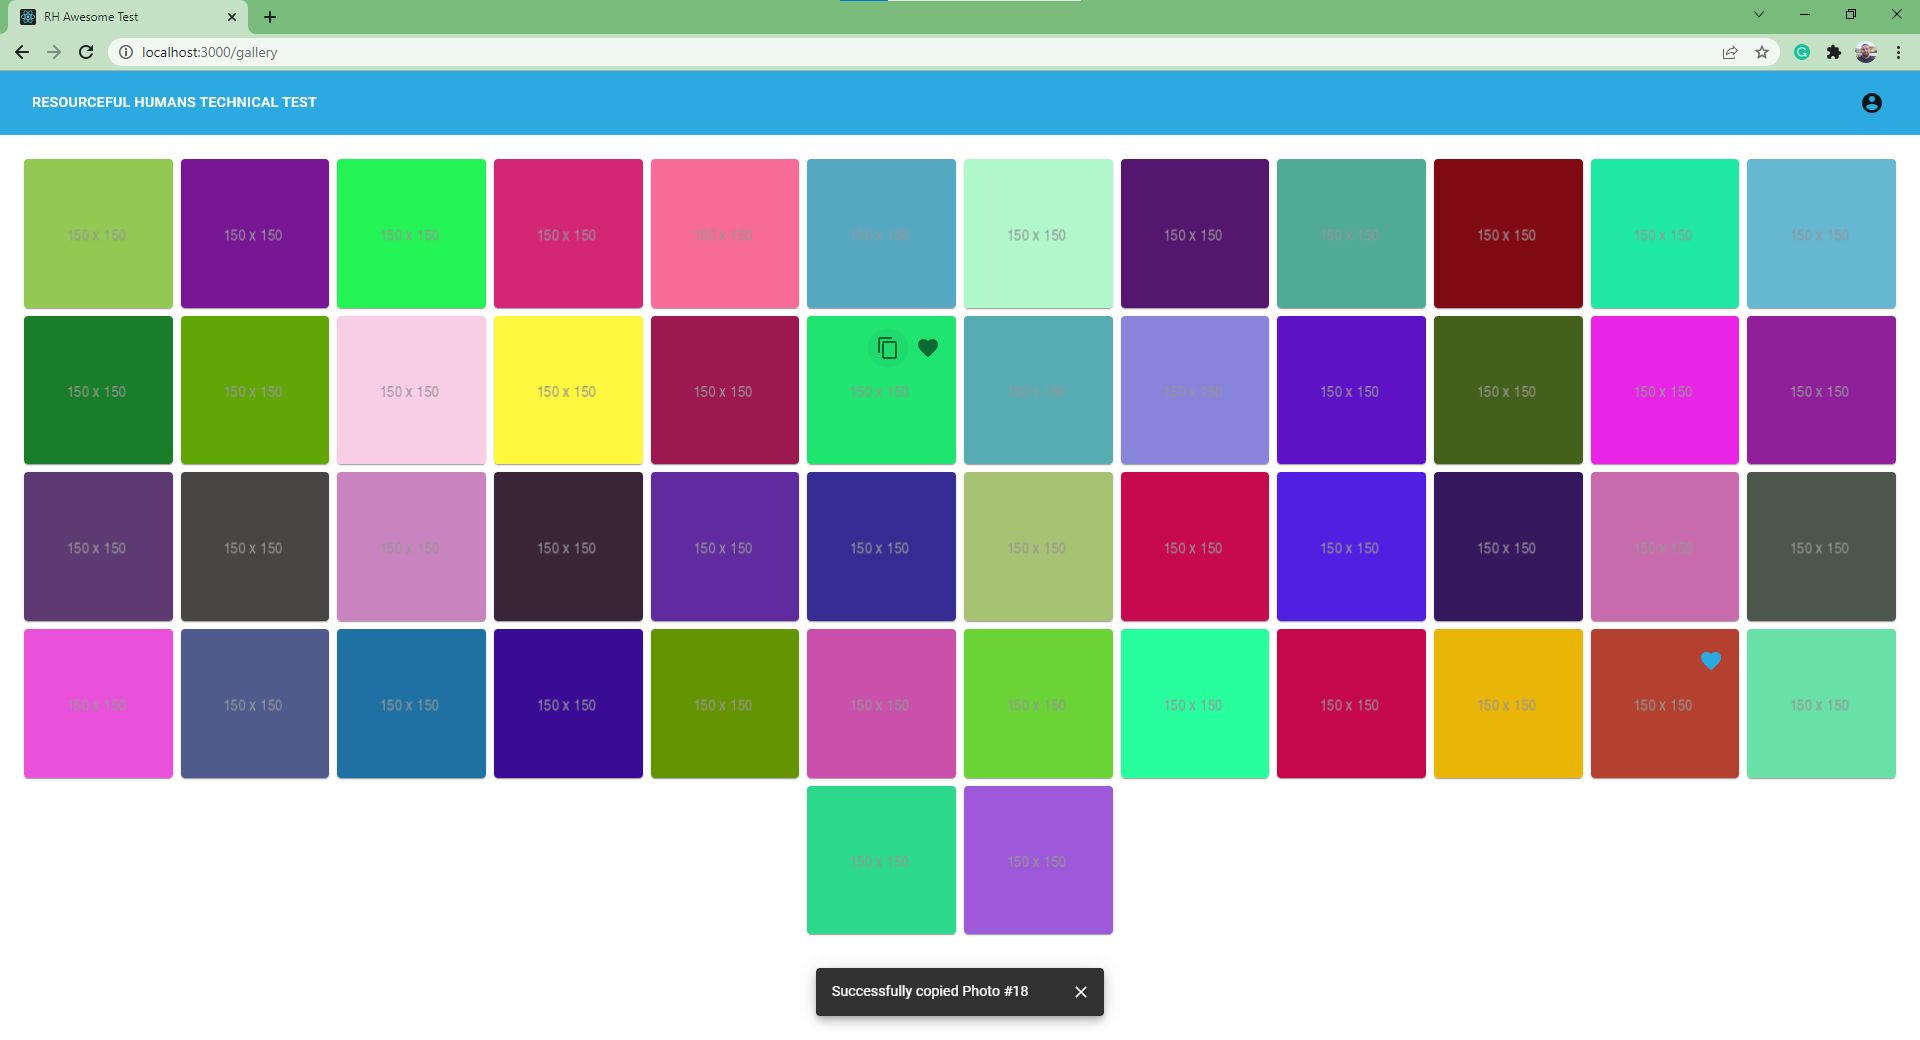 RH Awesome Test
localhost:3000/gallery
RESOURCEFUL HUMANS TECHNICAL TEST
150 x 150 150 x 150 150 x 150 150 x 150 150 x 150 150 x 150 150 x 150 150 x 150 150 x 150 150 x 150 150 x 150 150 x 150
150 x 150 150 x 150 150 x 150 150 x 150 150 x 150 150 x 150 150 x 150 150 x 150 150 x 150 150 x 150 150 x 150 150 x 150
150 x 150 150 x 150 150 x 150 150 x 150 150 x 150 150 x 150 150 x 150 150 x 150 150 x 150 150 x 150 150 x 150 150 x 150
150 x 150 150 x 150 150 x 150 150 x 150 150 x 150 150 x 150 150 x 150 150 x 150 150 x 150 150 x 150 150 x 150 150 x 150
150 x 150 150 x 150
Successfully copied Photo #18